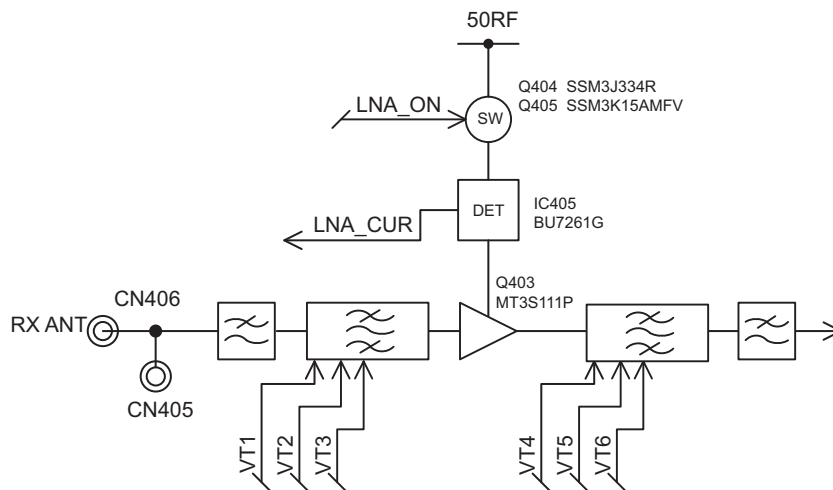 50RF
Q404 SSM3J334R
Q405 SSM3K15AMFV
LNA_ON
SW
DET
IC405
BU7261G
LNA_CUR
Q403
MT3S111P
CN406
RX ANT
CN405
VT1
VT2
VT3
VT4
VT5
VT6